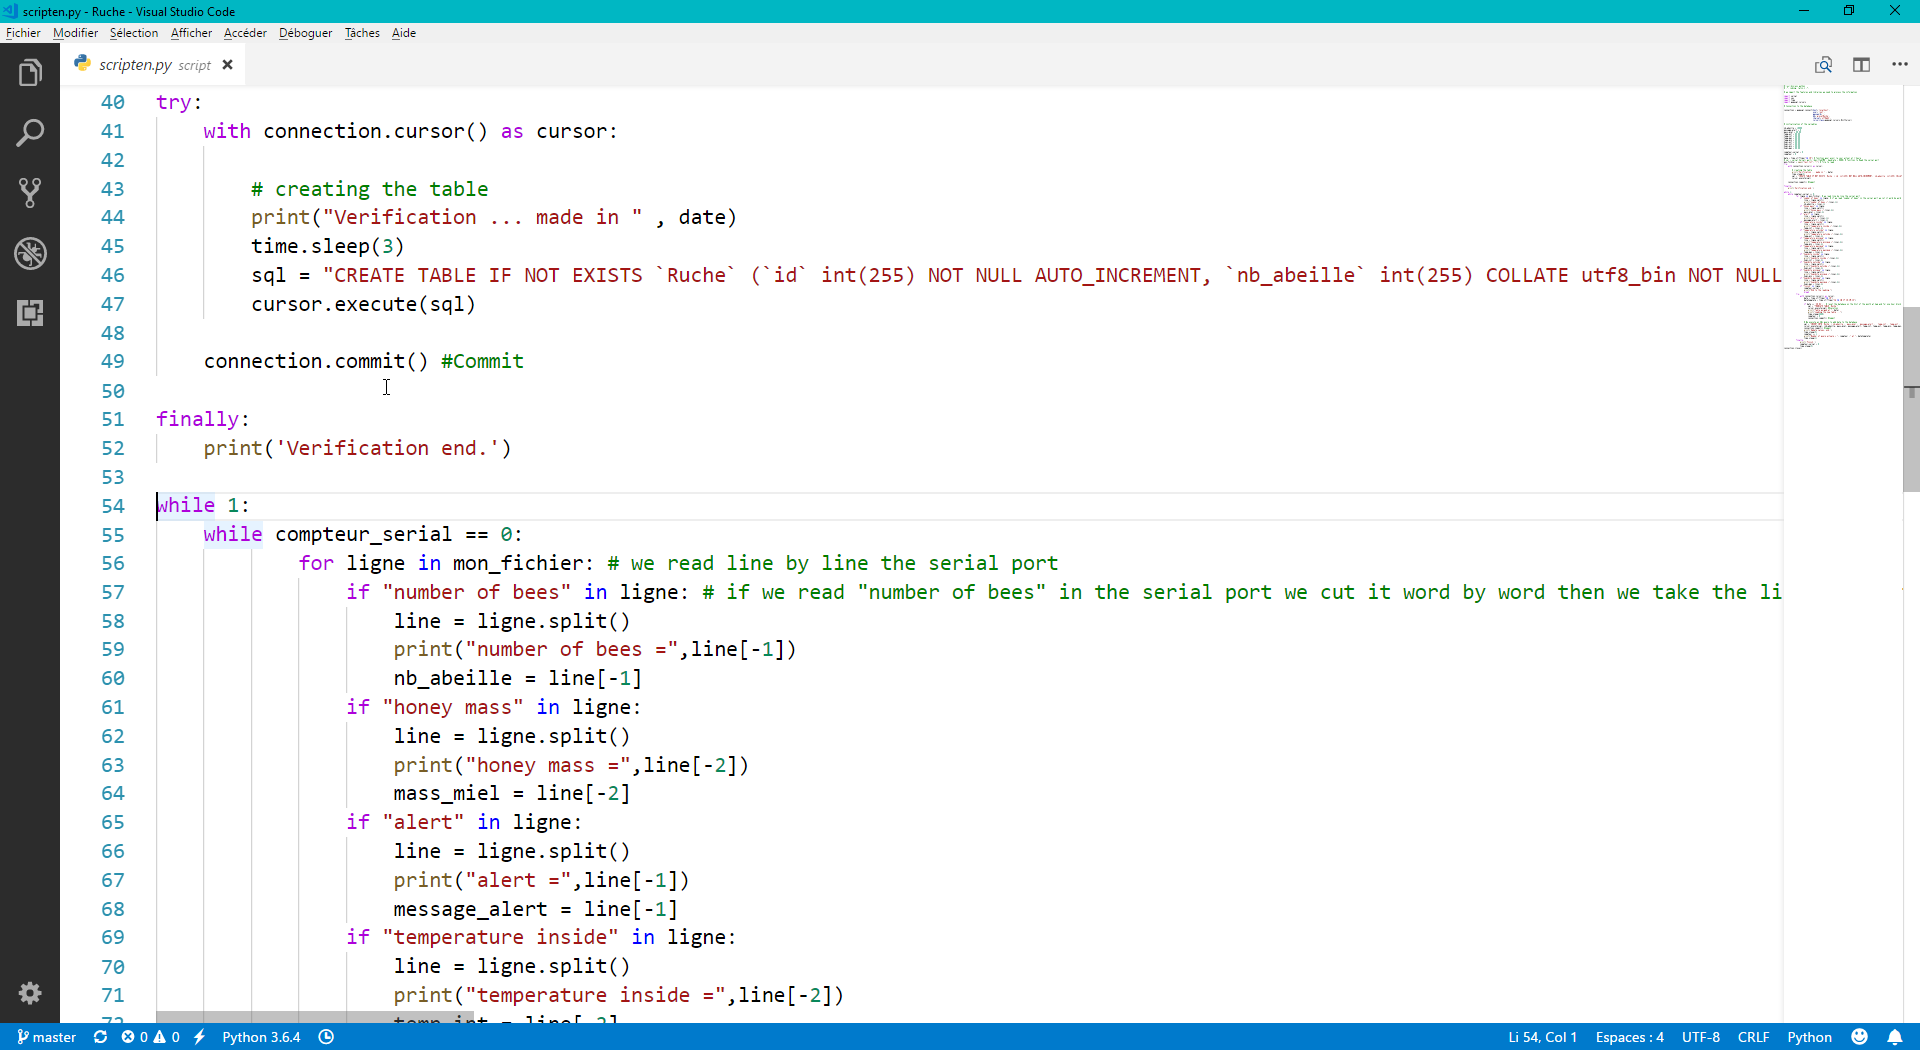 scripten.py - Ruche - Visual Studio Code
Fichier Modifier Sélection Afficher Accéder Déboguer Tâches Aide
scripten.py script
40 try:
41 with connection.cursor() as cursor:
42
43 # creating the table
44 print("Verification ... made in " , date)
45 time.sleep(3)
46 sql = "CREATE TABLE IF NOT EXISTS `Ruche` (`id` int(255) NOT NULL AUTO_INCREMENT, `nb_abeille` int(255) COLLATE utf8_bin NOT NULL
47 cursor.execute(sql)
48
49 connection.commit() #Commit
50
51 finally:
52 print('Verification end.')
53
54 while 1:
55 while compteur_serial == 0:
56 for ligne in mon_fichier: # we read line by line the serial port
57 if "number of bees" in ligne: # if we read "number of bees" in the serial port we cut it word by word then we take the li
58 line = ligne.split()
59 print("number of bees =",line[-1])
60 nb_abeille = line[-1]
61 if "honey mass" in ligne:
62 line = ligne.split()
63 print("honey mass =",line[-2])
64 mass_miel = line[-2]
65 if "alert" in ligne:
66 line = ligne.split()
67 print("alert =",line[-1])
68 message_alert = line[-1]
69 if "temperature inside" in ligne:
70 line = ligne.split()
71 print("temperature inside =",line[-2])
72 temp_int = line[-2]
master 0 0 Python 3.6.4 Li 54, Col 1 Espaces : 4 UTF-8 CRLF Python